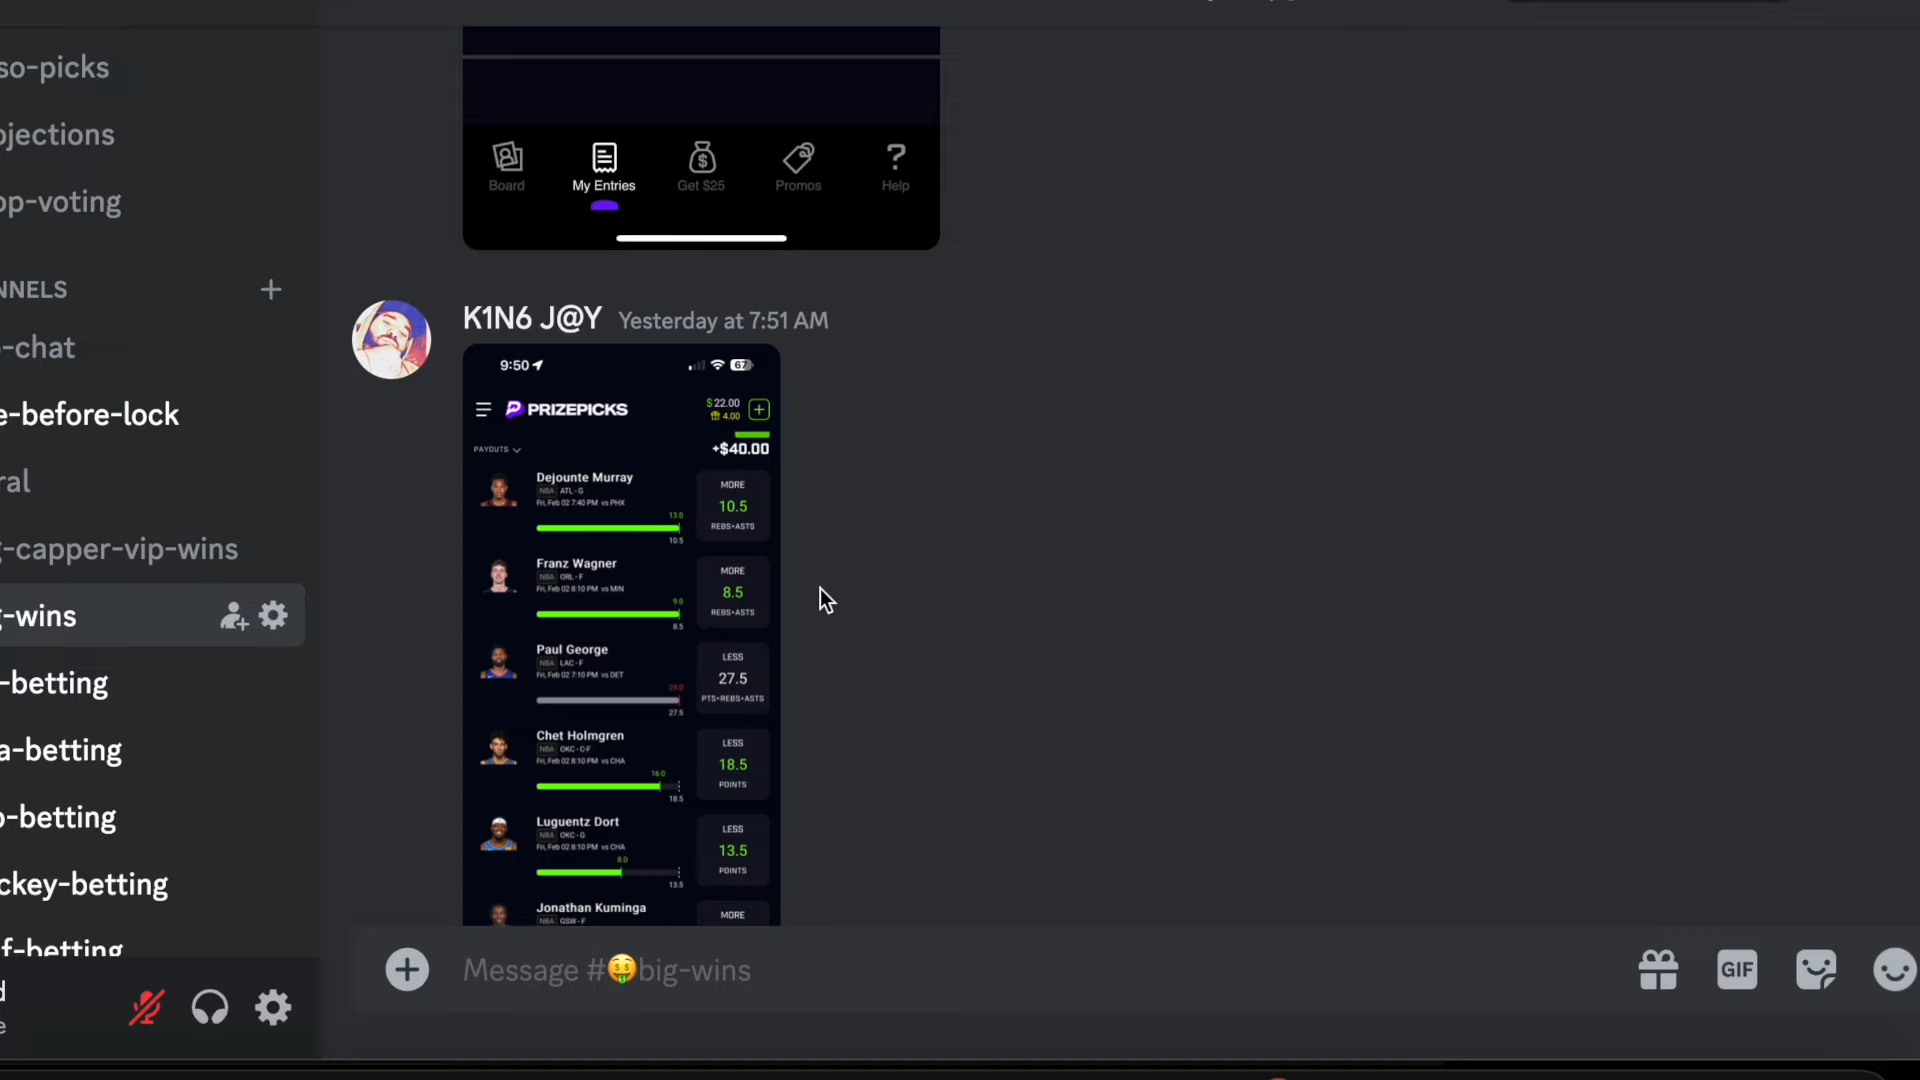 so-picks
ojections
op-voting
NNELS
-chat
e-before-lock
ral
g-capper-vip-wins
g-wins
-betting
a-betting
o-betting
ckey-betting
f-betting
d
e
Board
My Entries
Get $25
Promos
Help
K1N6 J@Y Yesterday at 7:51 AM
9:50
67
PRIZEPICKS
$22.00
4.00
PAYOUTS
+$40.00
Dejounte Murray
NBA ATL - G
Fri, Feb 02 7:40 PM vs PHX
13.0
10.5
MORE
10.5
REBS+ASTS
Franz Wagner
NBA ORL - F
Fri, Feb 02 8:10 PM vs MIN
9.0
8.5
MORE
8.5
REBS+ASTS
Paul George
NBA LAC - F
Fri, Feb 02 7:10 PM vs DET
29.0
27.5
LESS
27.5
PTS+REBS+ASTS
Chet Holmgren
NBA OKC - C-F
Fri, Feb 02 8:10 PM vs CHA
16.0
18.5
LESS
18.5
POINTS
Luguentz Dort
NBA OKC - G
Fri, Feb 02 8:10 PM vs CHA
8.0
13.5
LESS
13.5
POINTS
Jonathan Kuminga
NBA GSW - F
MORE
Message #🤑big-wins
GIF